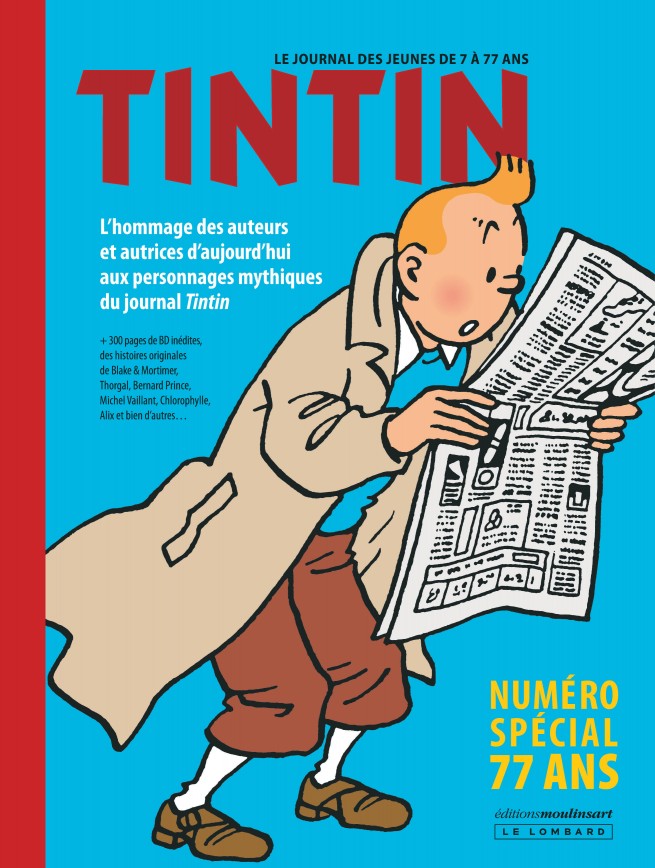 LE JOURNAL DES JEUNES DE 7 À 77 ANS
TINTIN
L'hommage des auteurs
et autrices d'aujourd'hui
aux personnages mythiques
du journal Tintin
+ 300 pages de BD inédites,
des histoires originales
de Blake & Mortimer,
Thorgal, Bernard Prince,
Michel Vaillant, Chlorophylle,
Alix et bien d'autres…
NUMÉRO
SPÉCIAL
77 ANS
éditionsmoulinsart
LE LOMBARD